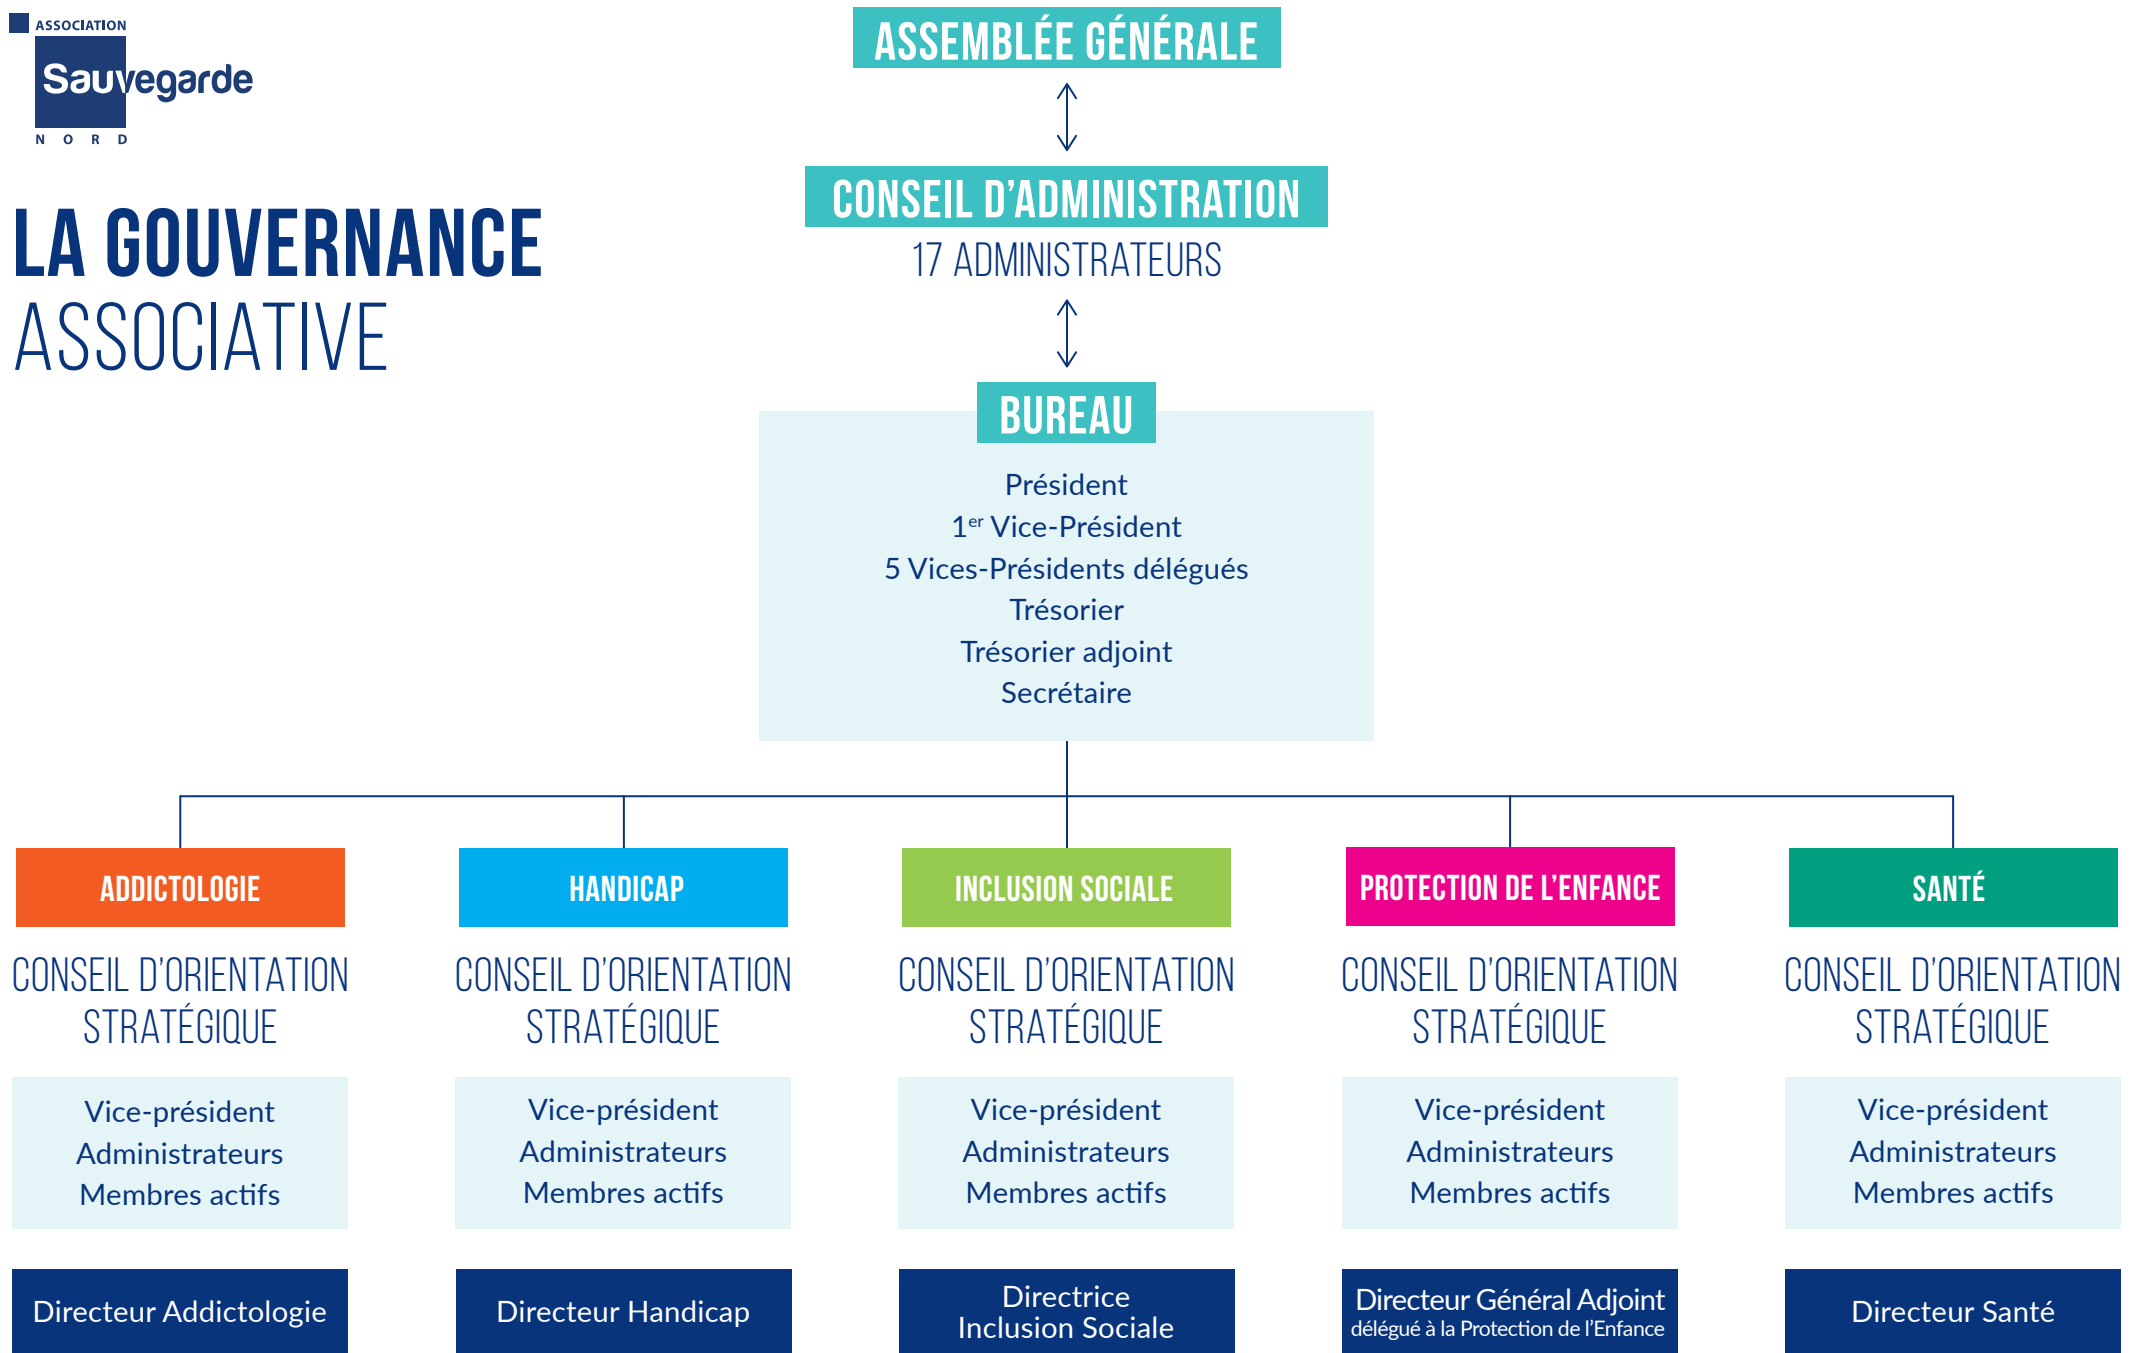 ASSOCIATION
Sauvegarde
NORD
LA GOUVERNANCE
ASSOCIATIVE
ASSEMBLÉE GÉNÉRALE
CONSEIL D'ADMINISTRATION
17 ADMINISTRATEURS
BUREAU
Président
1er Vice-Président
5 Vices-Présidents délégués
Trésorier
Trésorier adjoint
Secrétaire
ADDICTOLOGIE
CONSEIL D'ORIENTATION
STRATÉGIQUE
Vice-président
Administrateurs
Membres actifs
Directeur Addictologie
HANDICAP
CONSEIL D'ORIENTATION
STRATÉGIQUE
Vice-président
Administrateurs
Membres actifs
Directeur Handicap
INCLUSION SOCIALE
CONSEIL D'ORIENTATION
STRATÉGIQUE
Vice-président
Administrateurs
Membres actifs
Directrice
Inclusion Sociale
PROTECTION DE L'ENFANCE
CONSEIL D'ORIENTATION
STRATÉGIQUE
Vice-président
Administrateurs
Membres actifs
Directeur Général Adjoint
délégué à la Protection de l'Enfance
SANTÉ
CONSEIL D'ORIENTATION
STRATÉGIQUE
Vice-président
Administrateurs
Membres actifs
Directeur Santé